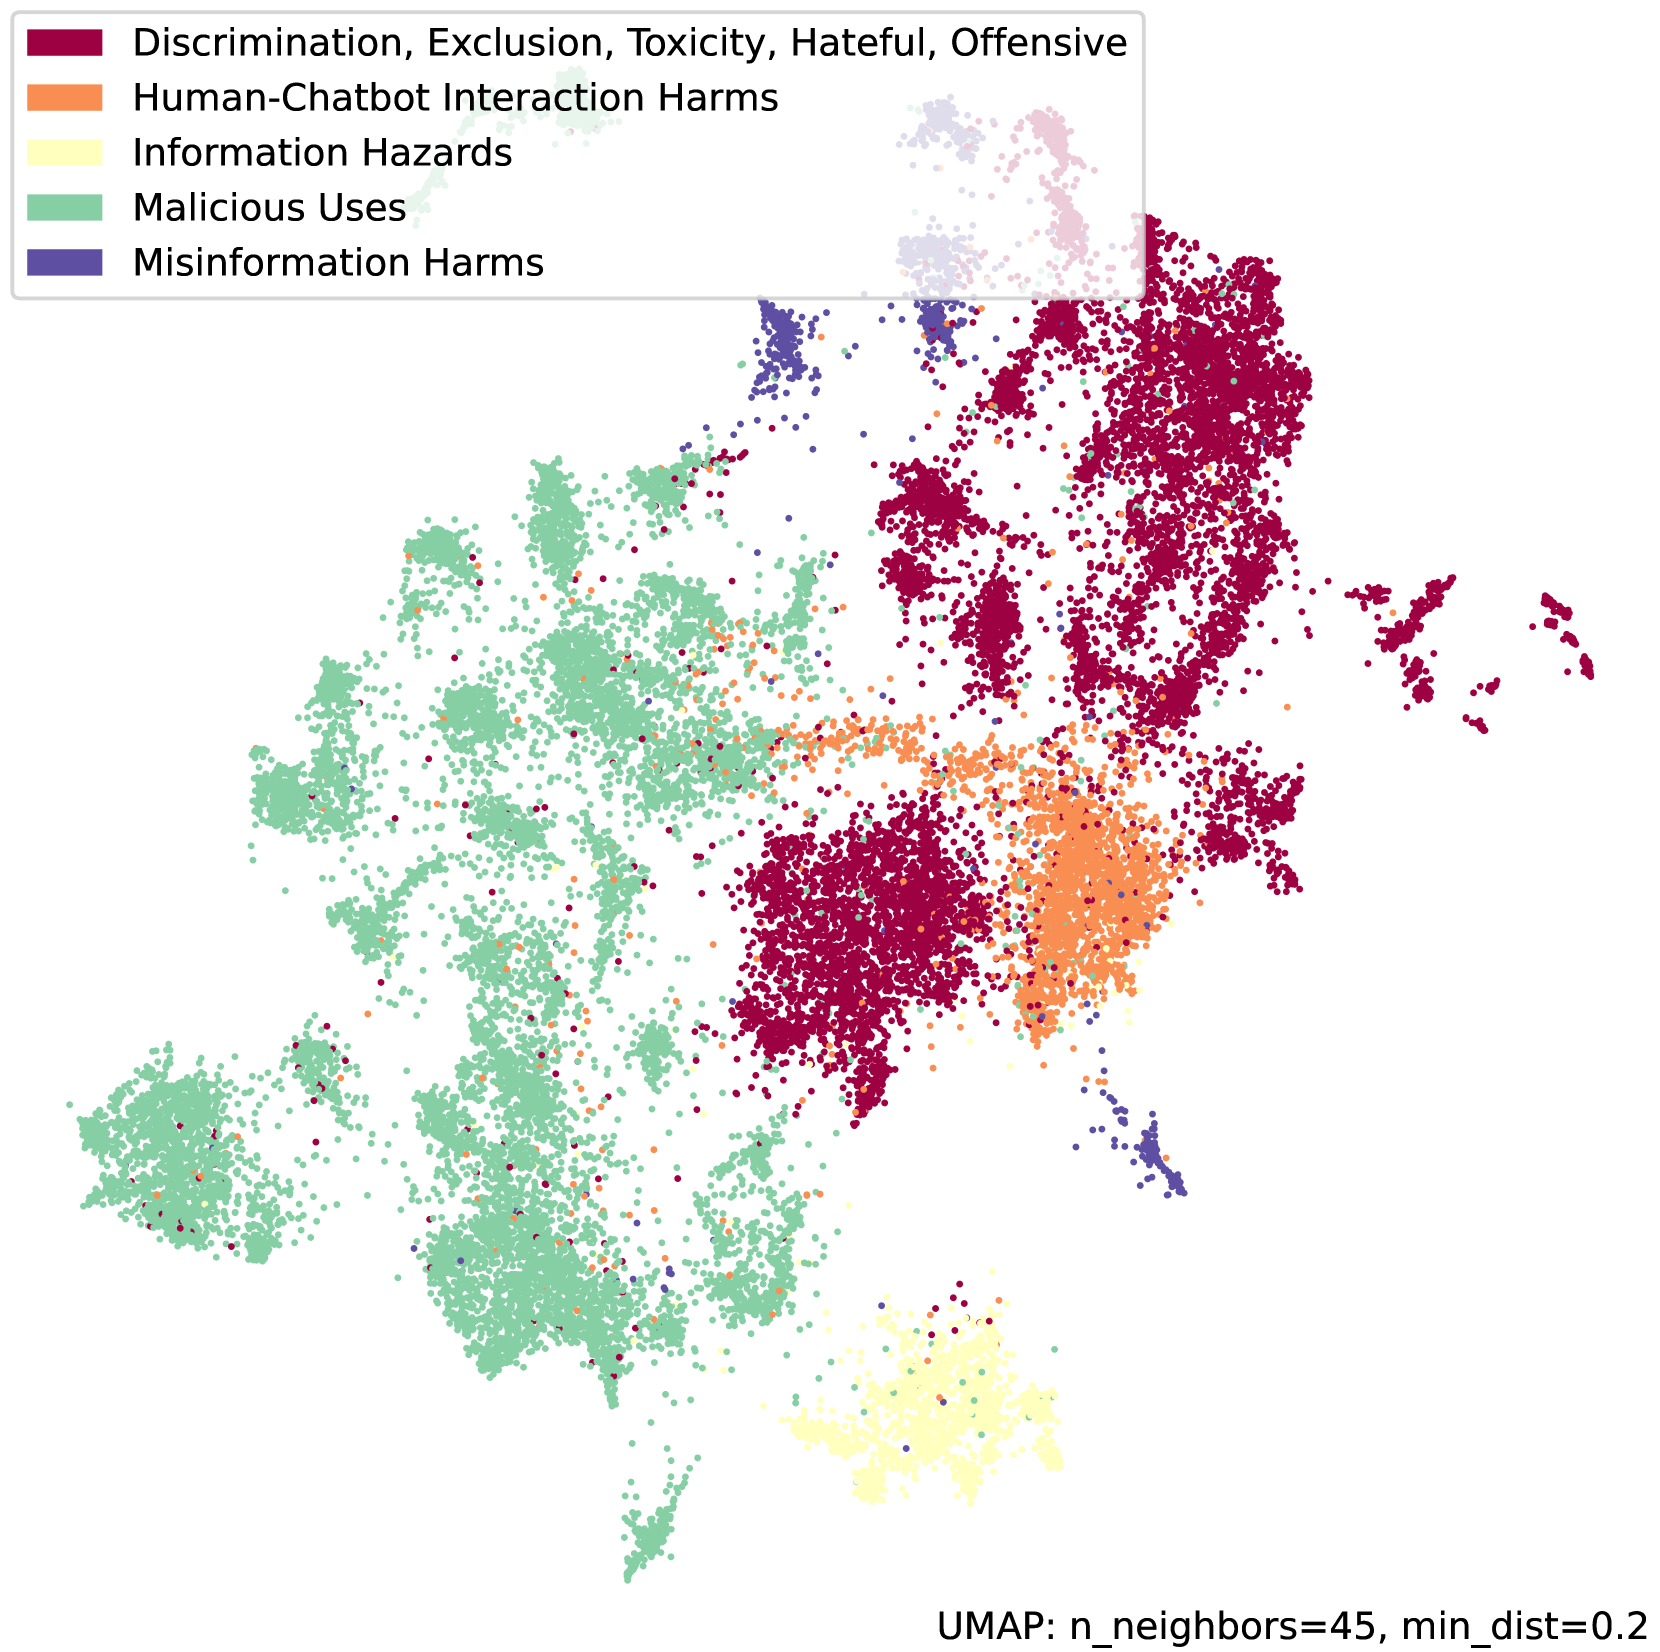 Discrimination, Exclusion, Toxicity, Hateful, Offensive
Human-Chatbot Interaction Harms
Information Hazards
Malicious Uses
Misinformation Harms
UMAP: n_neighbors=45, min_dist=0.2